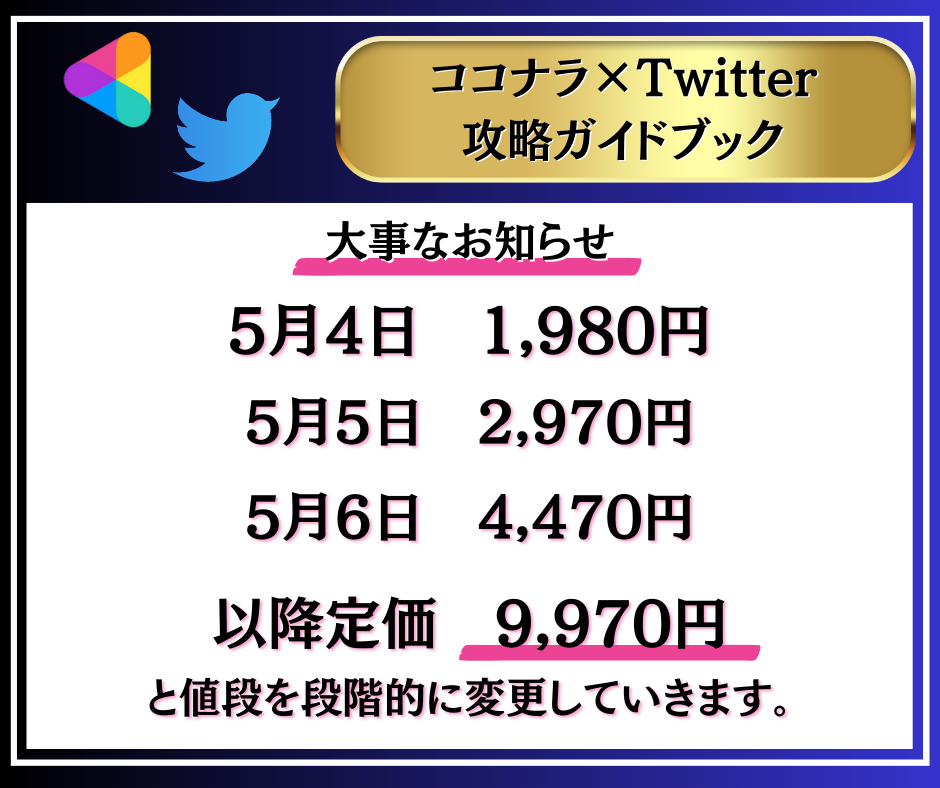 ココナラ×Twitter
攻略ガイドブック
大事なお知らせ
5月4日　1,980円
5月5日　2,970円
5月6日　4,470円
以降定価　9,970円
と値段を段階的に変更していきます。